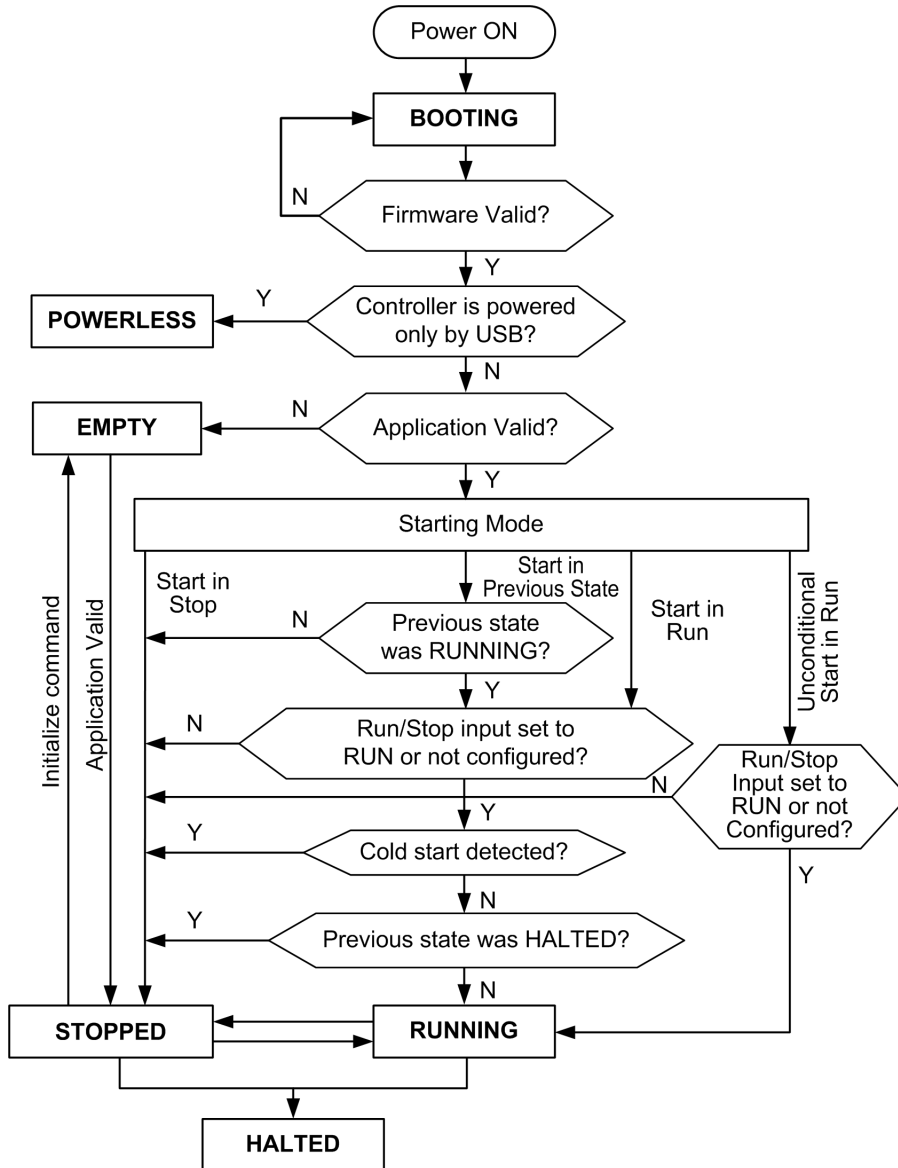 Power ON
BOOTING
N
Firmware Valid?
Y
Y
Controller is powered
only by USB?
POWERLESS
N
N
EMPTY
Application Valid?
Y
Starting Mode
Start in
Stop
Start in
Previous State
Start in
Run
Unconditional
Start in Run
Initialize command
Application Valid
N
Previous state
was RUNNING?
Y
N
Run/Stop input set to
RUN or not configured?
Run/Stop
Input set to
RUN or not
Configured?
N
Y
Y
Cold start detected?
Y
N
Y
Previous state was HALTED?
N
STOPPED
RUNNING
HALTED